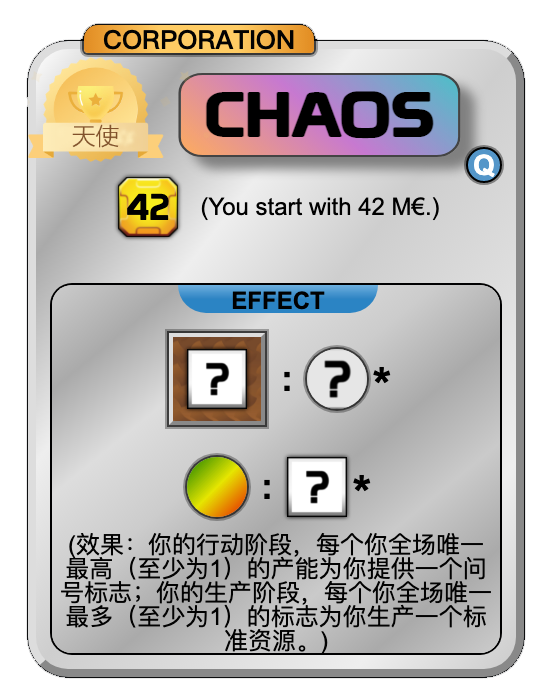 CORPORATION
天使
CHAOS
Q
42
(You start with 42 M€.)
EFFECT
? : ? *
: ? *
(效果：你的行动阶段，每个你全场唯一
最高（至少为1）的产能为你提供一个问
号标志；你的生产阶段，每个你全场唯一
最多（至少为1）的标志为你生产一个标
准资源。)